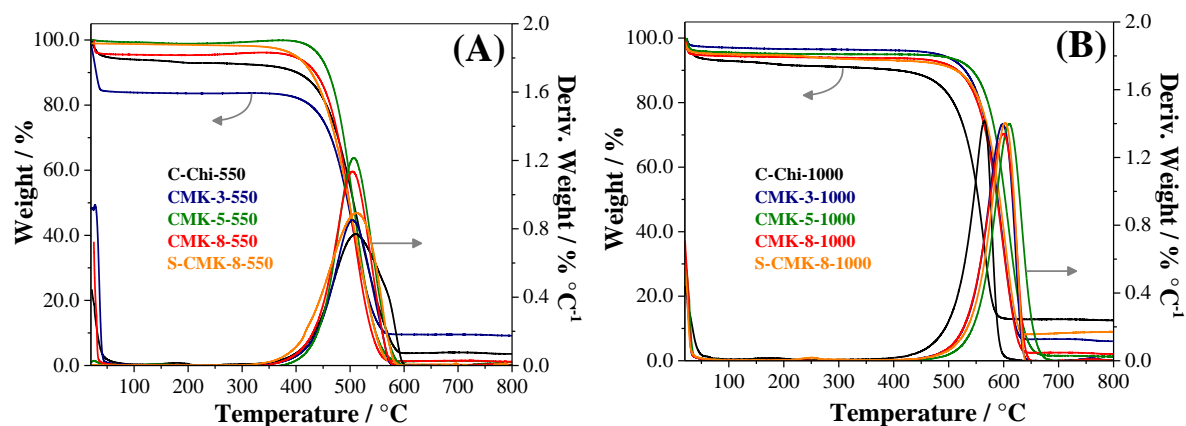 (A)
Weight / %
100.0
80.0
60.0
40.0
20.0
0.0
C-Chi-550
CMK-3-550
CMK-5-550
CMK-8-550
S-CMK-8-550
2.0
1.6
1.2
0.8
0.4
0.0
Deriv. Weight / % °C-1
100 200 300 400 500 600 700 800
Temperature / °C
(B)
Weight / %
100.0
80.0
60.0
40.0
20.0
0.0
C-Chi-1000
CMK-3-1000
CMK-5-1000
CMK-8-1000
S-CMK-8-1000
2.0
1.6
1.2
0.8
0.4
0.0
Deriv. Weight / % °C-1
100 200 300 400 500 600 700 800
Temperature / °C